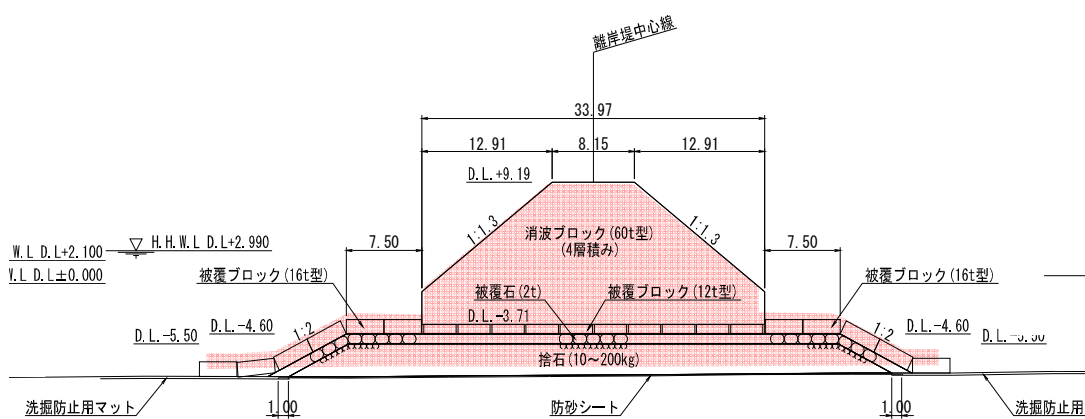 離岸堤中心線
33.97
12.91 8.15 12.91
D.L.+9.19
1:1.3 消波ブロック(60t型) 1:1.3
(4層積み)
H.H.W.L D.L+2.990
W.L D.L+2.100
7.50 7.50
V.L D.L±0.000
被覆ブロック(16t型) 被覆石(2t) 被覆ブロック(12t型) 被覆ブロック(16t型)
D.L.-3.71
D.L.-5.50 D.L.-4.60 1:2 1:2 D.L.-4.60
捨石(10～200kg)
洗掘防止用マット 1.00 防砂シート 1.00 洗掘防止用